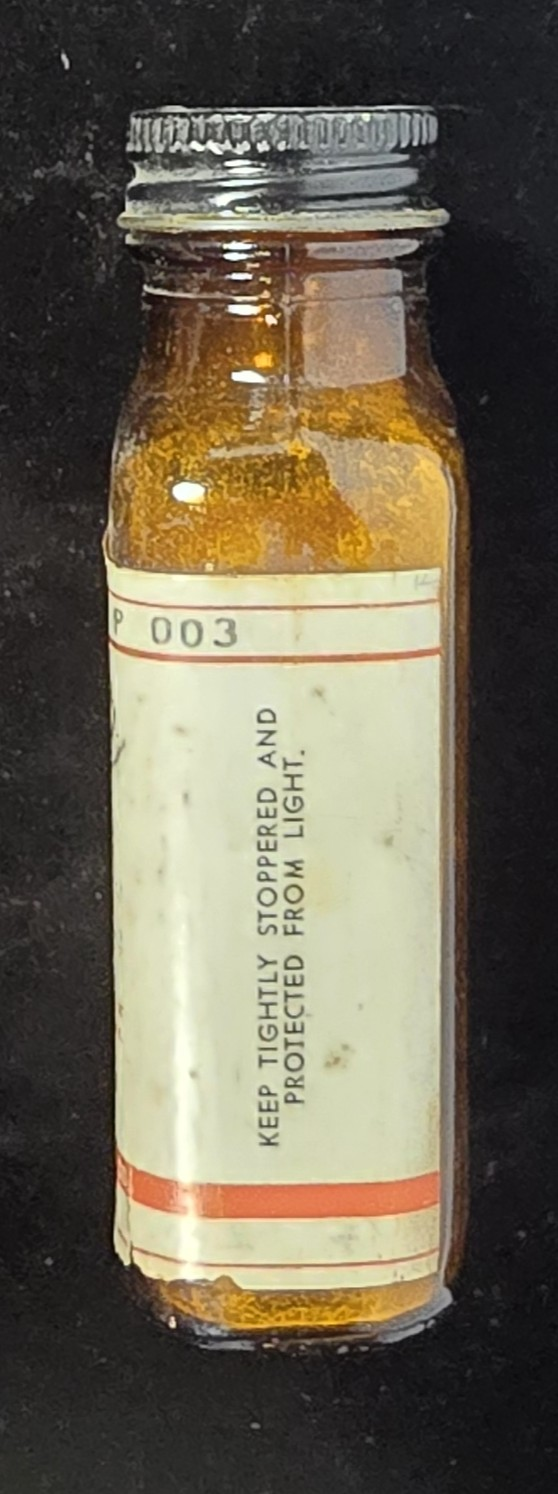 P 003
KEEP TIGHTLY STOPPERED AND
PROTECTED FROM LIGHT.